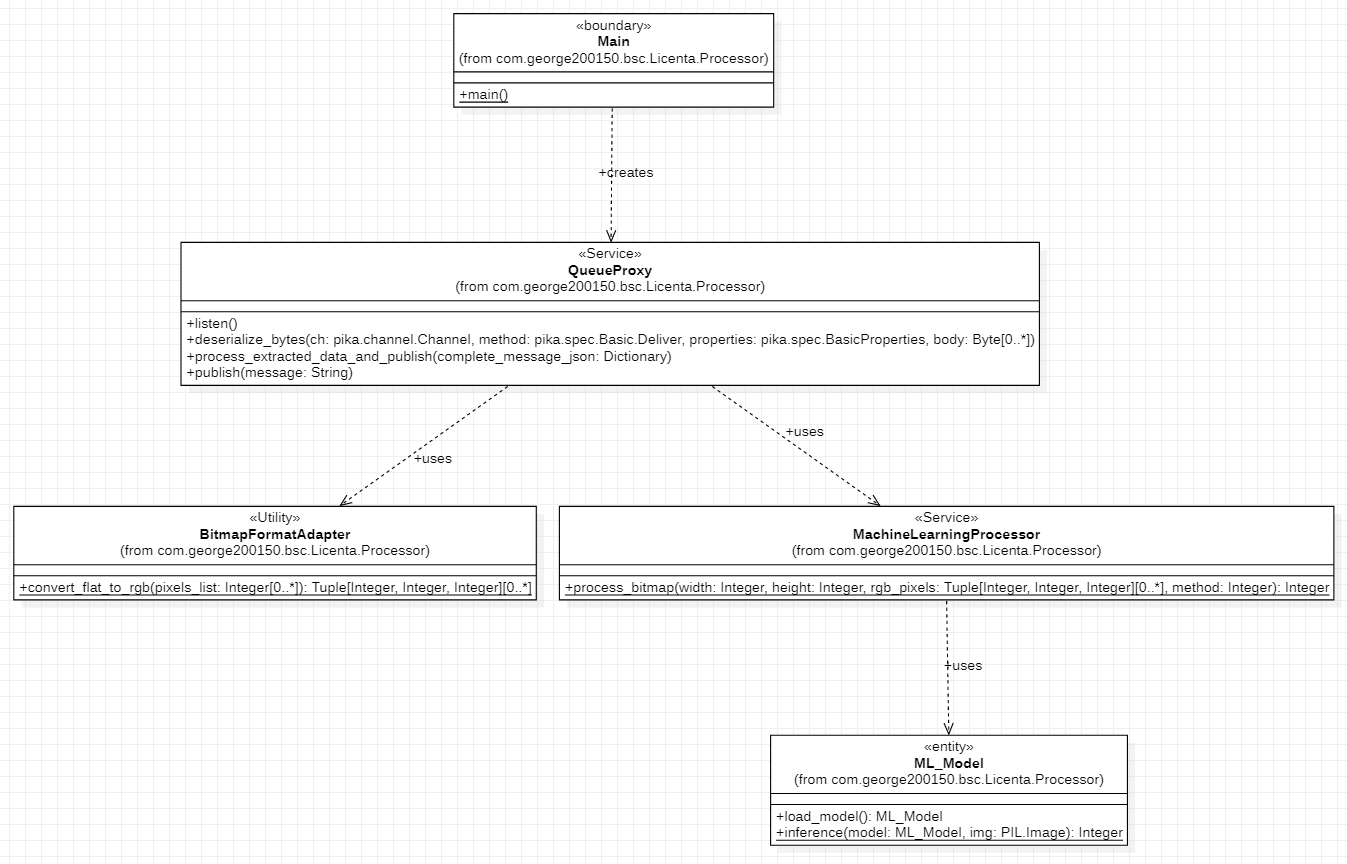 «boundary»
Main
(from com.george200150.bsc.Licenta.Processor)
+main()
+creates
«Service»
QueueProxy
(from com.george200150.bsc.Licenta.Processor)
+listen()
+deserialize_bytes(ch: pika.channel.Channel, method: pika.spec.Basic.Deliver, properties: pika.spec.BasicProperties, body: Byte[0..*])
+process_extracted_data_and_publish(complete_message_json: Dictionary)
+publish(message: String)
+uses
+uses
«Utility»
BitmapFormatAdapter
(from com.george200150.bsc.Licenta.Processor)
+convert_flat_to_rgb(pixels_list: Integer[0..*]): Tuple[Integer, Integer, Integer][0..*]
«Service»
MachineLearningProcessor
(from com.george200150.bsc.Licenta.Processor)
+process_bitmap(width: Integer, height: Integer, rgb_pixels: Tuple[Integer, Integer, Integer][0..*], method: Integer): Integer
+uses
«entity»
ML_Model
(from com.george200150.bsc.Licenta.Processor)
+load_model(): ML_Model
+inference(model: ML_Model, img: PIL.Image): Integer